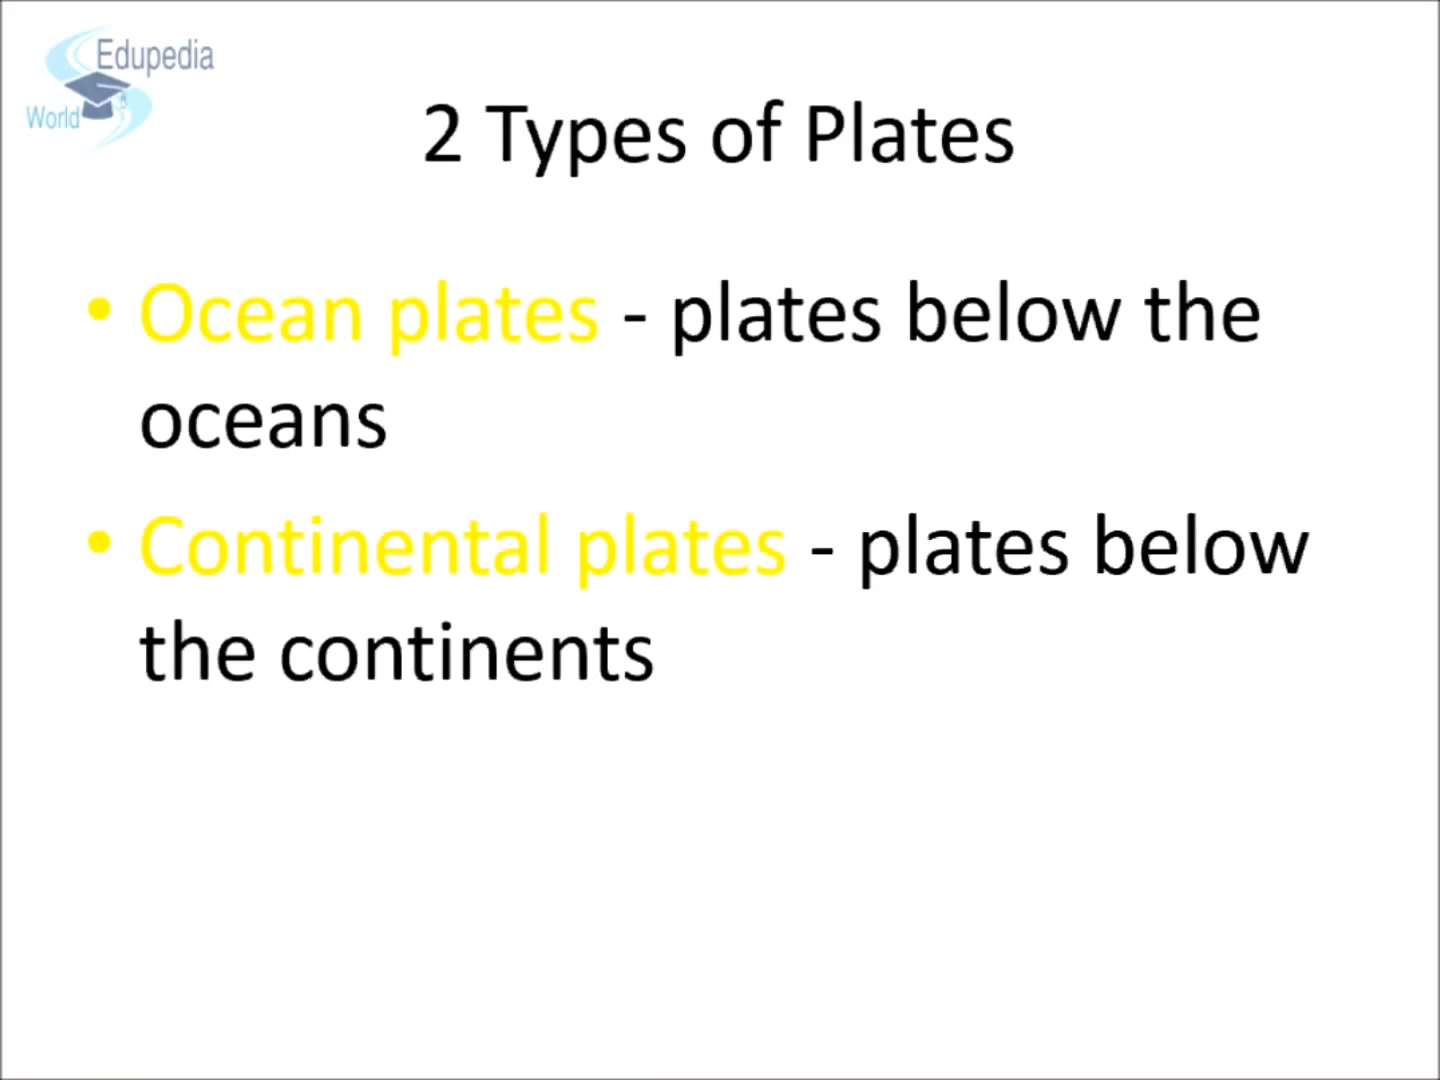 Edupedia
World
2 Types of Plates
• Ocean plates - plates below the
oceans
• Continental plates - plates below
the continents